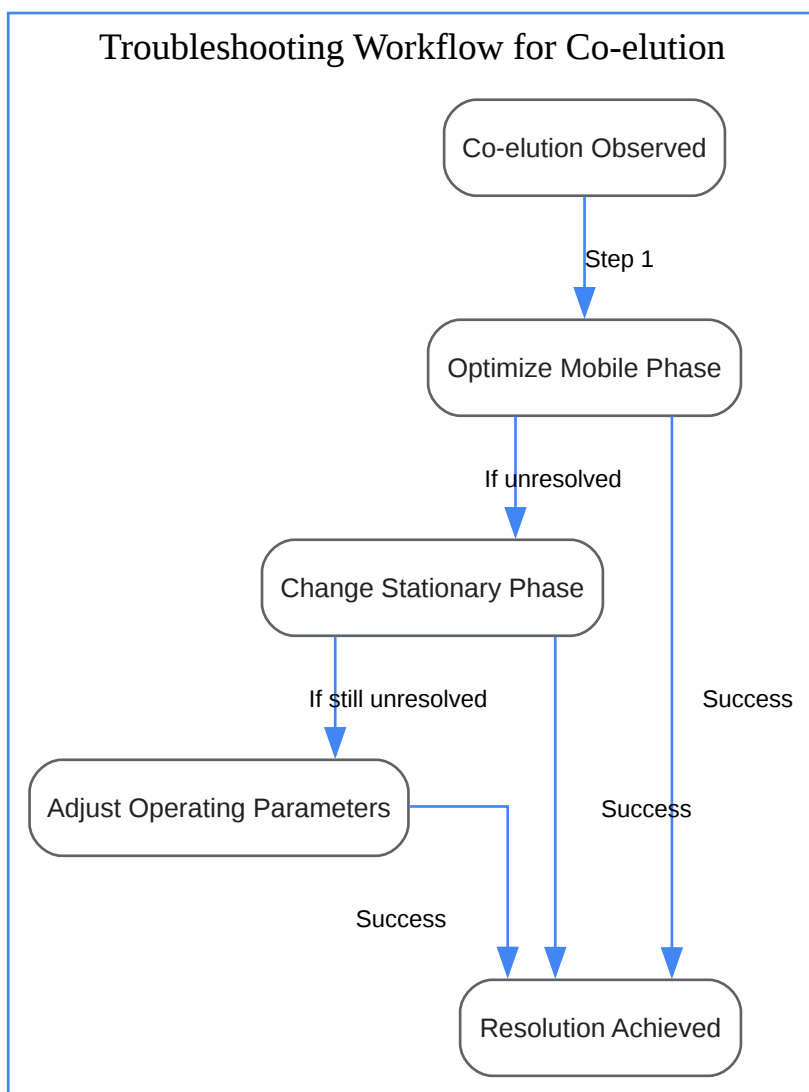 Troubleshooting Workflow for Co-elution
Co-elution Observed
Step 1
Optimize Mobile Phase
If unresolved
Change Stationary Phase
If still unresolved
Success
Adjust Operating Parameters
Success
Success
Resolution Achieved